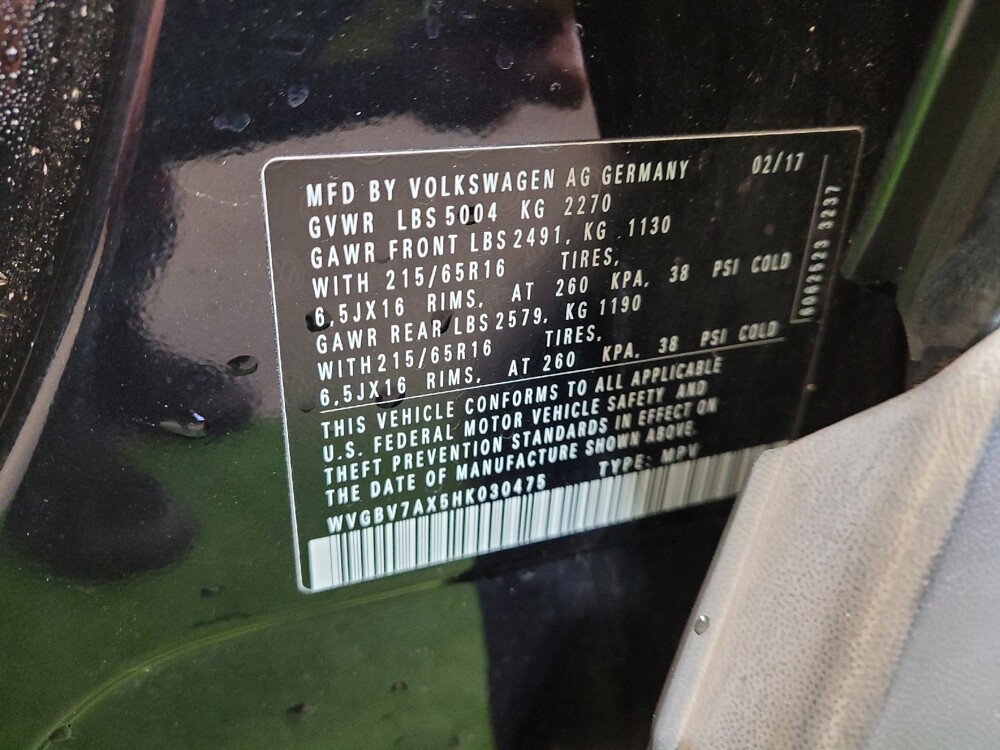 MFD BY VOLKSWAGEN AG GERMANY 02/17
GVWR LBS 5004 KG 2270
GAWR FRONT LBS 2491, KG 1130
WITH 215/65R16 TIRES,
6,5JX16 RIMS, AT 260 KPA, 38 PSI COLD
GAWR REAR LBS 2579, KG 1190
WITH 215/65R16 TIRES,
6,5JX16 RIMS, AT 260 KPA, 38 PSI COLD
THIS VEHICLE CONFORMS TO ALL APPLICABLE
U.S. FEDERAL MOTOR VEHICLE SAFETY AND
THEFT PREVENTION STANDARDS IN EFFECT ON
THE DATE OF MANUFACTURE SHOWN ABOVE.
WVGBV7AX5HK030475 TYPE: MPV